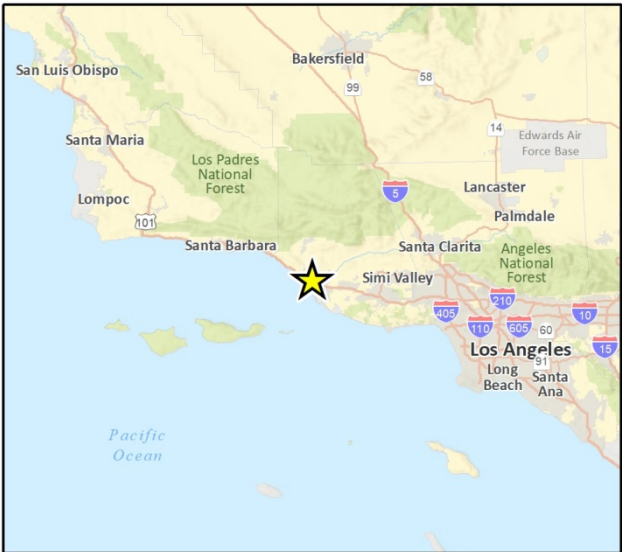 Bakersfield
San Luis Obispo
58
99
14
Edwards Air
Force Base
Santa Maria
Los Padres
National
Forest
5
Lancaster
Lompoc
Palmdale
101
Santa Barbara
Santa Clarita
Angeles
National
Forest
Simi Valley
210
405
10
110
605
60
Los Angeles
15
91
Long
Beach
Santa
Ana
Pacific
Ocean